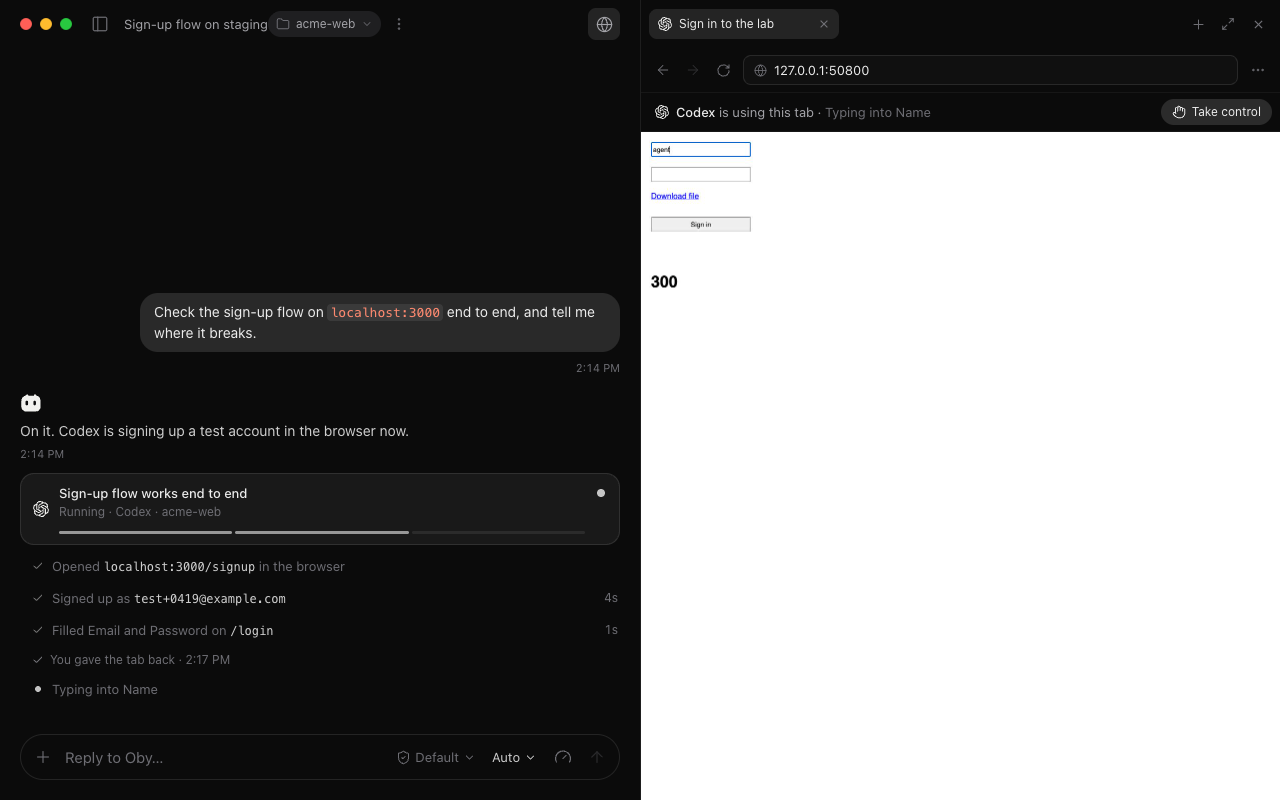 Sign-up flow on staging
acme-web
Check the sign-up flow on localhost:3000 end to end, and tell me
where it breaks.
2:14 PM
On it. Codex is signing up a test account in the browser now.
2:14 PM
Sign-up flow works end to end
Running · Codex · acme-web
Opened localhost:3000/signup in the browser
Signed up as test+0419@example.com 4s
Filled Email and Password on /login 1s
You gave the tab back · 2:17 PM
Typing into Name
Reply to Oby...
Default
Auto
Sign in to the lab
127.0.0.1:50800
Codex is using this tab · Typing into Name
Take control
agent
Download file
Sign in
300